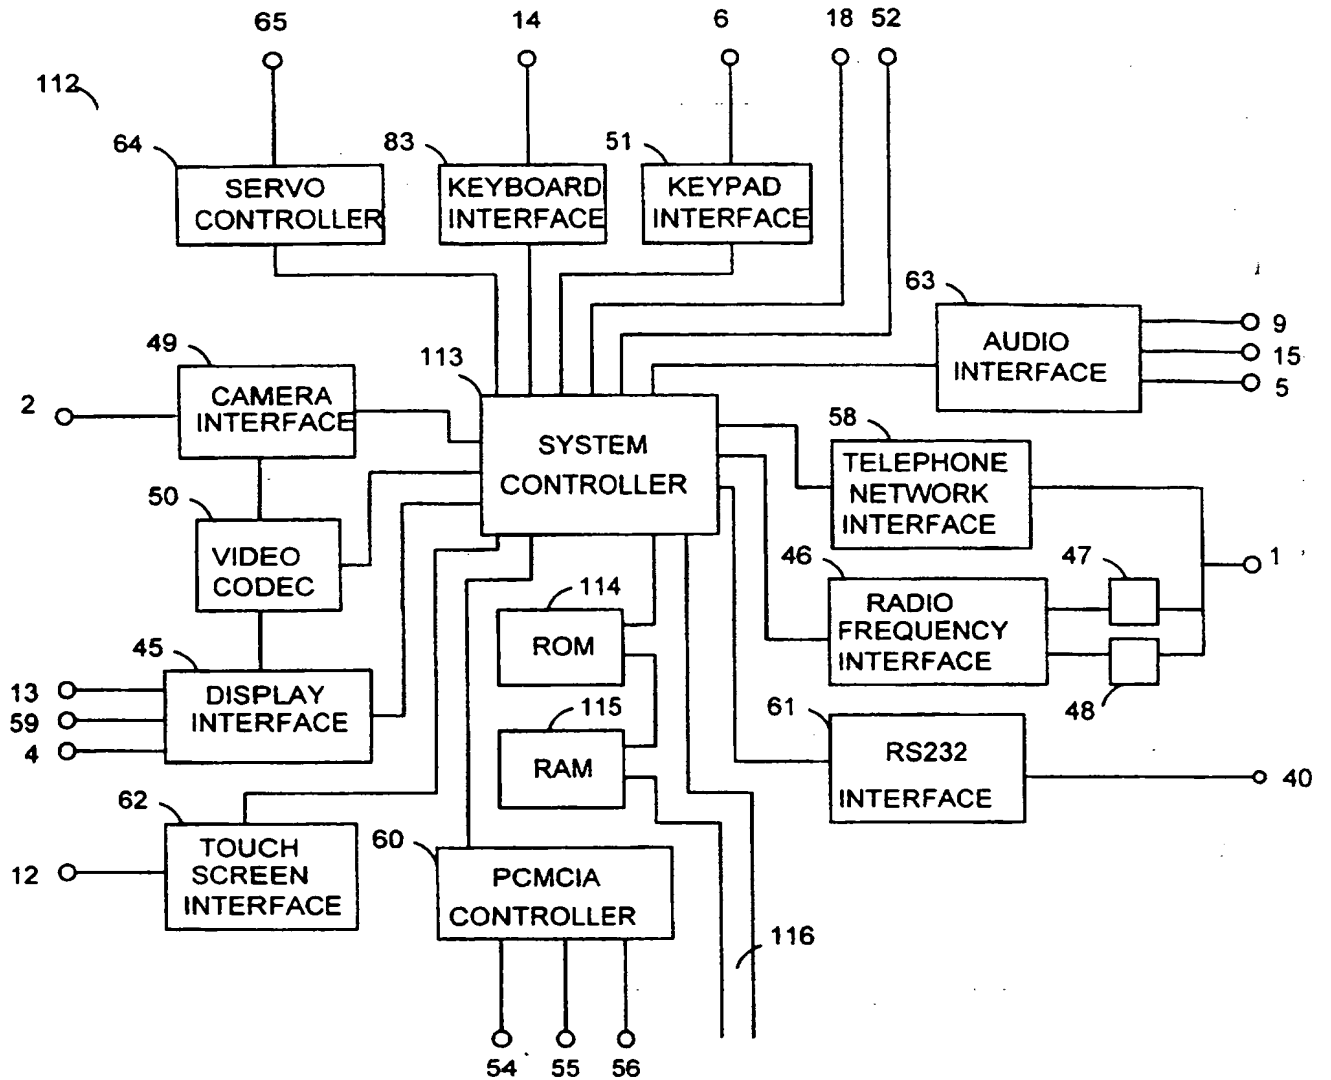 65
14
6
18
52
112
64
83
51
SERVO
CONTROLLER
KEYBOARD
INTERFACE
KEYPAD
INTERFACE
63
AUDIO
INTERFACE
9
15
5
49
113
2
CAMERA
INTERFACE
SYSTEM
CONTROLLER
58
TELEPHONE
NETWORK
INTERFACE
50
VIDEO
CODEC
46
47
1
RADIO
FREQUENCY
INTERFACE
48
114
ROM
45
13
59
4
DISPLAY
INTERFACE
115
RAM
61
RS232
INTERFACE
40
62
12
TOUCH
SCREEN
INTERFACE
60
PCMCIA
CONTROLLER
116
54
55
56